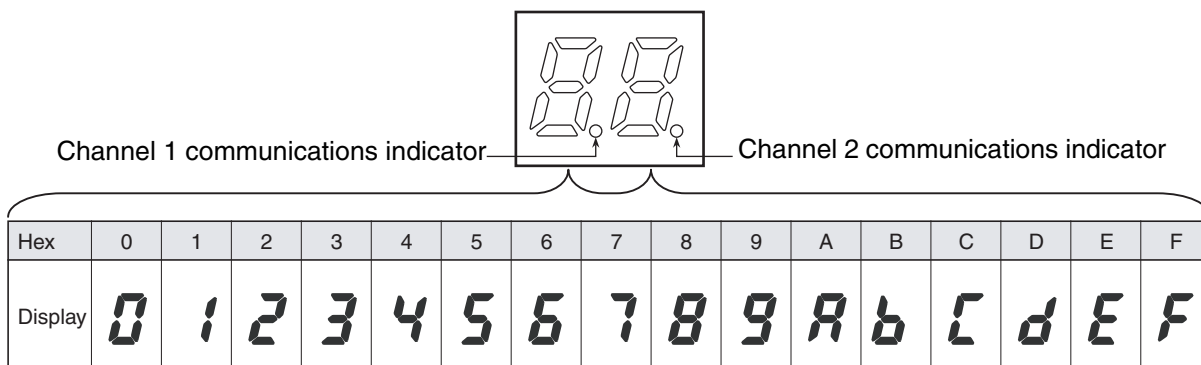 Channel 1 communications indicator
Channel 2 communications indicator
Hex 0 1 2 3 4 5 6 7 8 9 A B C D E F
Display 0 1 2 3 4 5 6 7 8 9 A b C d E F